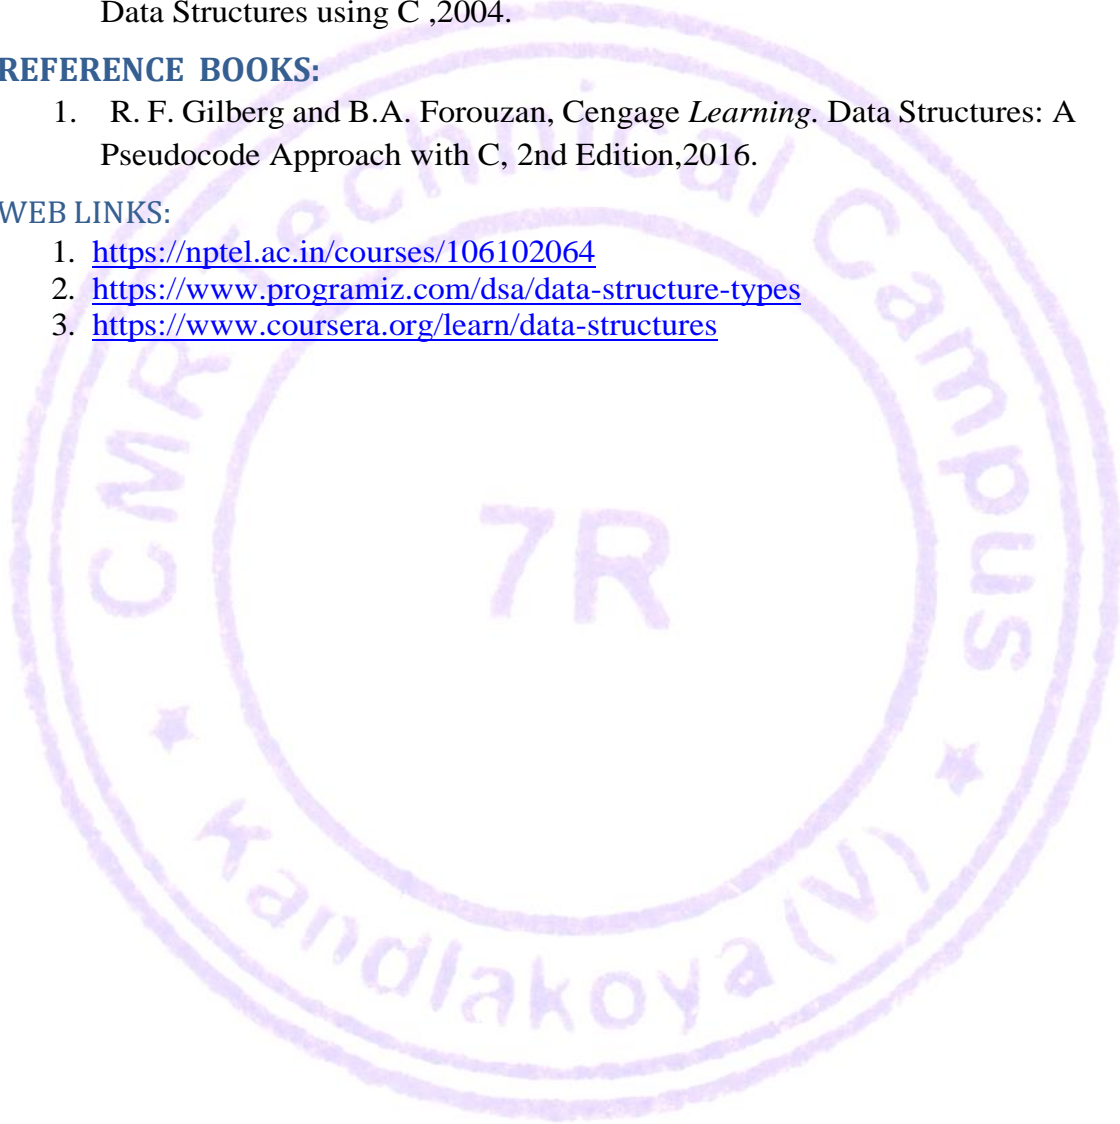 Data Structures using C ,2004.
REFERENCE BOOKS:
1. R. F. Gilberg and B.A. Forouzan, Cengage Learning. Data Structures: A
Pseudocode Approach with C, 2nd Edition,2016.
WEB LINKS:
1. https://nptel.ac.in/courses/106102064
2. https://www.programiz.com/dsa/data-structure-types
3. https://www.coursera.org/learn/data-structures
CMR Technical Campus
7R
Kandlakoya (V)